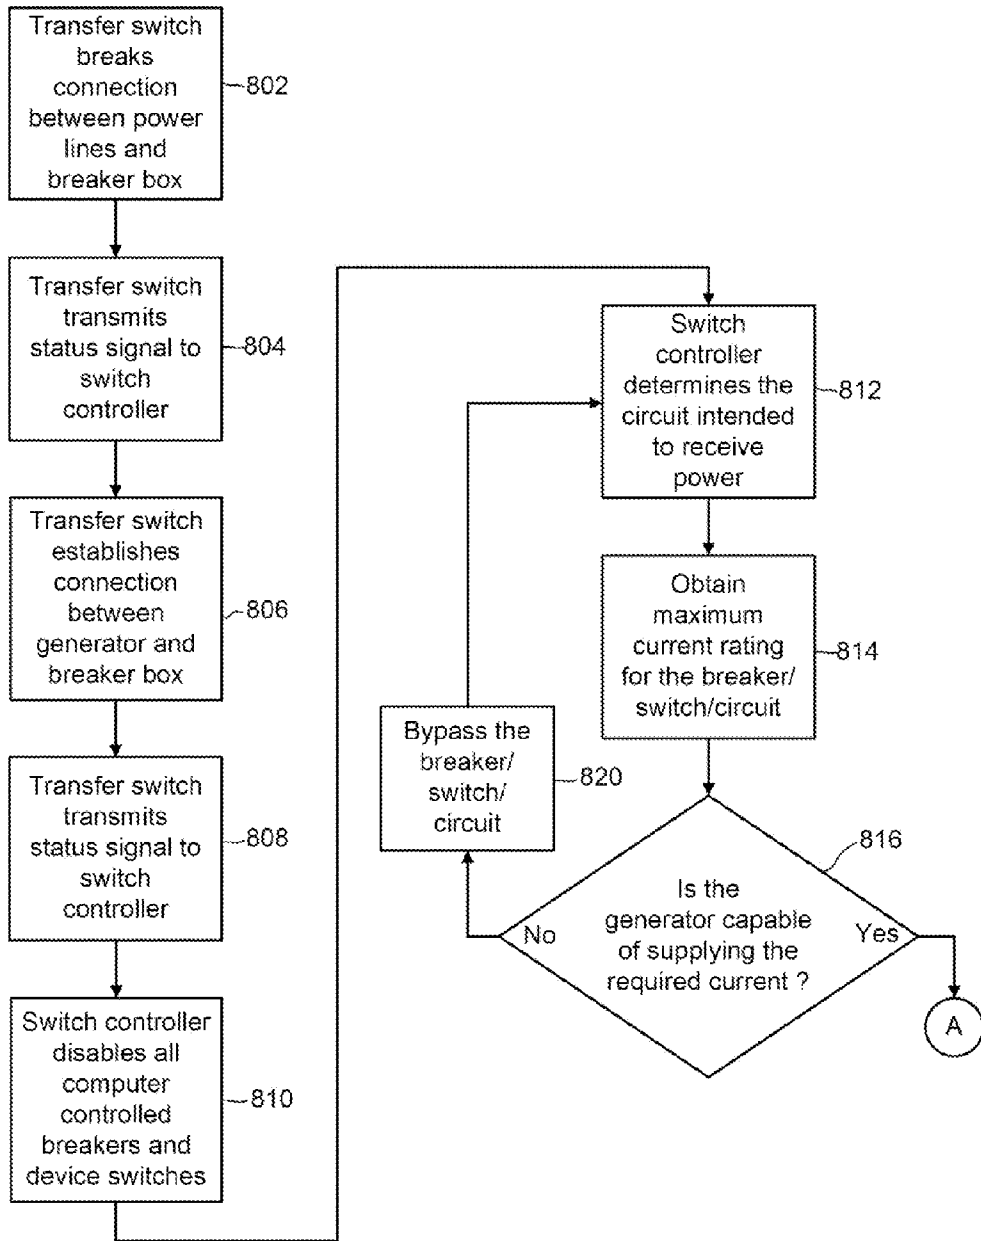 Transfer switch
breaks
connection
between power
lines and
breaker box
802
Transfer switch
transmits
status signal to
switch
controller
804
Transfer switch
establishes
connection
between
generator and
breaker box
806
Transfer switch
transmits
status signal to
switch
controller
808
Switch controller
disables all
computer
controlled
breakers and
device switches
810
Switch
controller
determines the
circuit intended
to receive
power
812
Obtain
maximum
current rating
for the breaker/
switch/circuit
814
Is the
generator capable
of supplying the
required current ?
816
No
Yes
Bypass the
breaker/
switch/
circuit
820
A